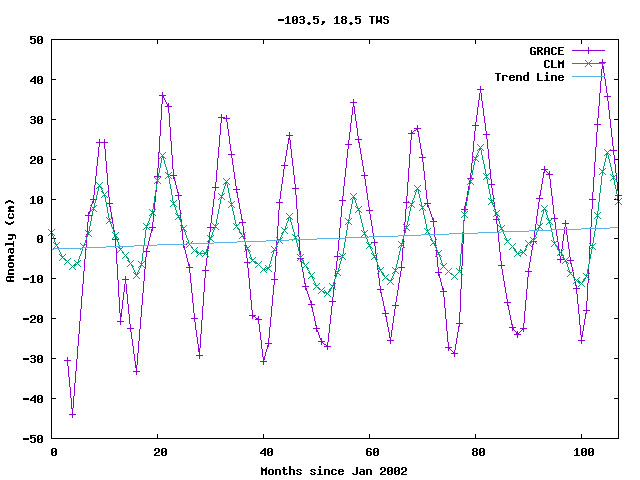 -103.5, 18.5 TWS
GRACE
CLM
Trend Line
50
40
30
20
10
0
-10
-20
-30
-40
-50
Anomaly (cm)
0 20 40 60 80 100
Months since Jan 2002